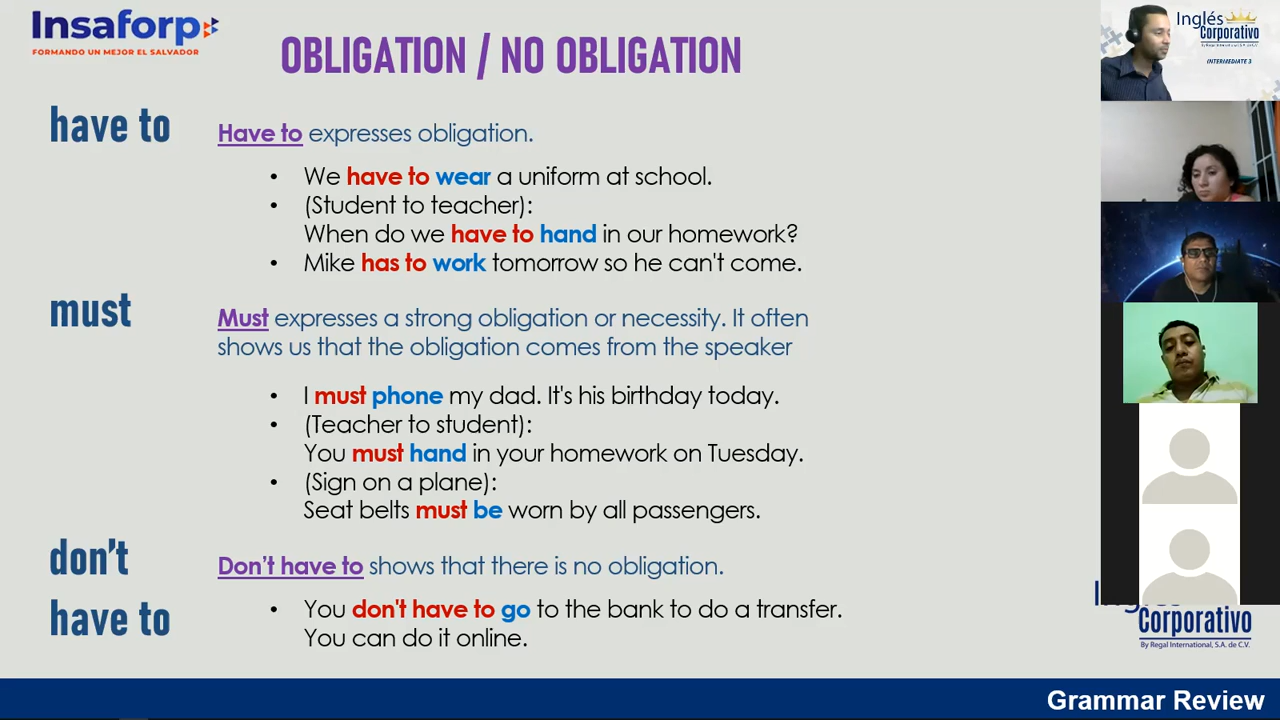 Insaforp
FORMANDO UN MEJOR EL SALVADOR
OBLIGATION / NO OBLIGATION
Inglés
Corporativo
INTERMEDIATE 3
have to
Have to expresses obligation.
• We have to wear a uniform at school.
• (Student to teacher):
When do we have to hand in our homework?
• Mike has to work tomorrow so he can't come.
must
Must expresses a strong obligation or necessity. It often
shows us that the obligation comes from the speaker
• I must phone my dad. It's his birthday today.
• (Teacher to student):
You must hand in your homework on Tuesday.
• (Sign on a plane):
Seat belts must be worn by all passengers.
don't
have to
Don't have to shows that there is no obligation.
• You don't have to go to the bank to do a transfer.
You can do it online.
Corporativo
By Regal International, S.A. de C.V.
Grammar Review